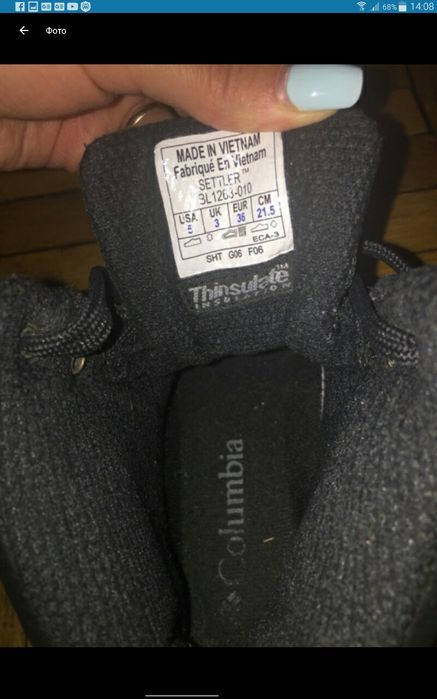 68% 14:08
Фото
MADE IN VIETNAM
Fabriqué En Vietnam
SETTLER™
BL1263-010
USA UK EUR CM
5 3 36 21.5
ECA-3
SHT G06 F06
Thinsulate™
INSULATION
Columbia